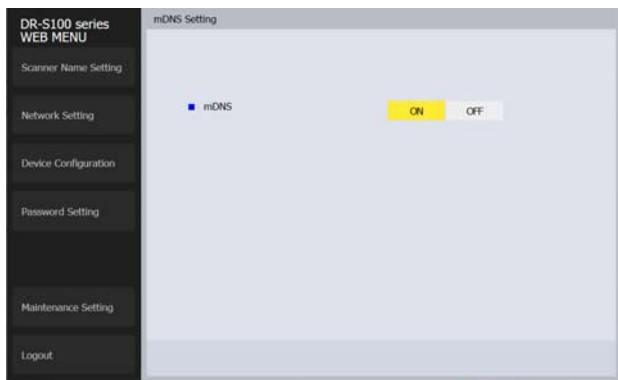 DR-S100 series
WEB MENU
mDNS Setting
Scanner Name Setting
mDNS
ON
OFF
Network Setting
Device Configuration
Password Setting
Maintenance Setting
Logout